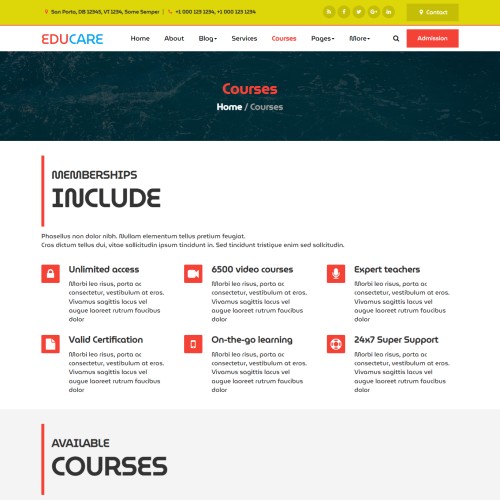 San Porto, DB 12345, VT 1234, Some Semper | +1 000 123 1234, +1 000 123 1234
Contact
EDUCARE
Home About Blog Services Courses Pages More Admission
Courses
Home / Courses
MEMBERSHIPS
INCLUDE
Phasellus non dolor nibh. Nullam elementum tellus pretium feugiat.
Cras dictum tellus dui, vitae sollicitudin ipsum tincidunt in. Sed tincidunt tristique enim sed sollicitudin.
Unlimited access
Morbi leo risus, porta ac
consectetur, vestibulum at eros.
Vivamus sagittis lacus vel
augue laoreet rutrum faucibus
dolor
6500 video courses
Morbi leo risus, porta ac
consectetur, vestibulum at eros.
Vivamus sagittis lacus vel
augue laoreet rutrum faucibus
dolor
Expert teachers
Morbi leo risus, porta ac
consectetur, vestibulum at eros.
Vivamus sagittis lacus vel
augue laoreet rutrum faucibus
dolor
Valid Certification
Morbi leo risus, porta ac
consectetur, vestibulum at eros.
Vivamus sagittis lacus vel
augue laoreet rutrum faucibus
dolor
On-the-go learning
Morbi leo risus, porta ac
consectetur, vestibulum at eros.
Vivamus sagittis lacus vel
augue laoreet rutrum faucibus
dolor
24x7 Super Support
Morbi leo risus, porta ac
consectetur, vestibulum at eros.
Vivamus sagittis lacus vel
augue laoreet rutrum faucibus
dolor
AVAILABLE
COURSES